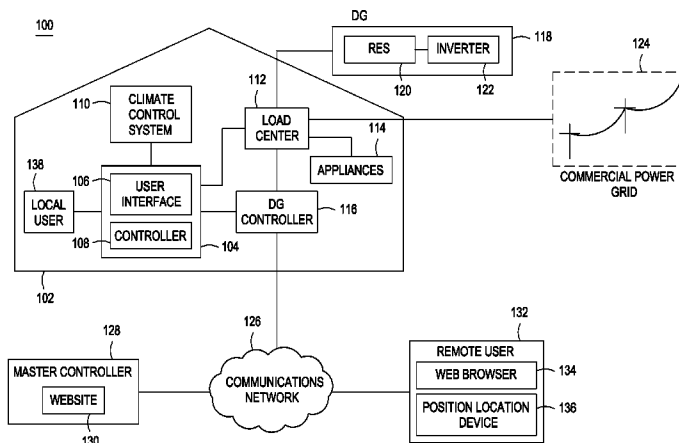 100
DG
118
RES
INVERTER
120
122
124
COMMERCIAL POWER
GRID
110
CLIMATE
CONTROL
SYSTEM
112
LOAD
CENTER
114
APPLIANCES
138
LOCAL
USER
106
USER
INTERFACE
108
CONTROLLER
104
DG
CONTROLLER
116
102
126
COMMUNICATIONS
NETWORK
128
MASTER CONTROLLER
WEBSITE
130
132
REMOTE USER
WEB BROWSER
134
POSITION LOCATION
DEVICE
136